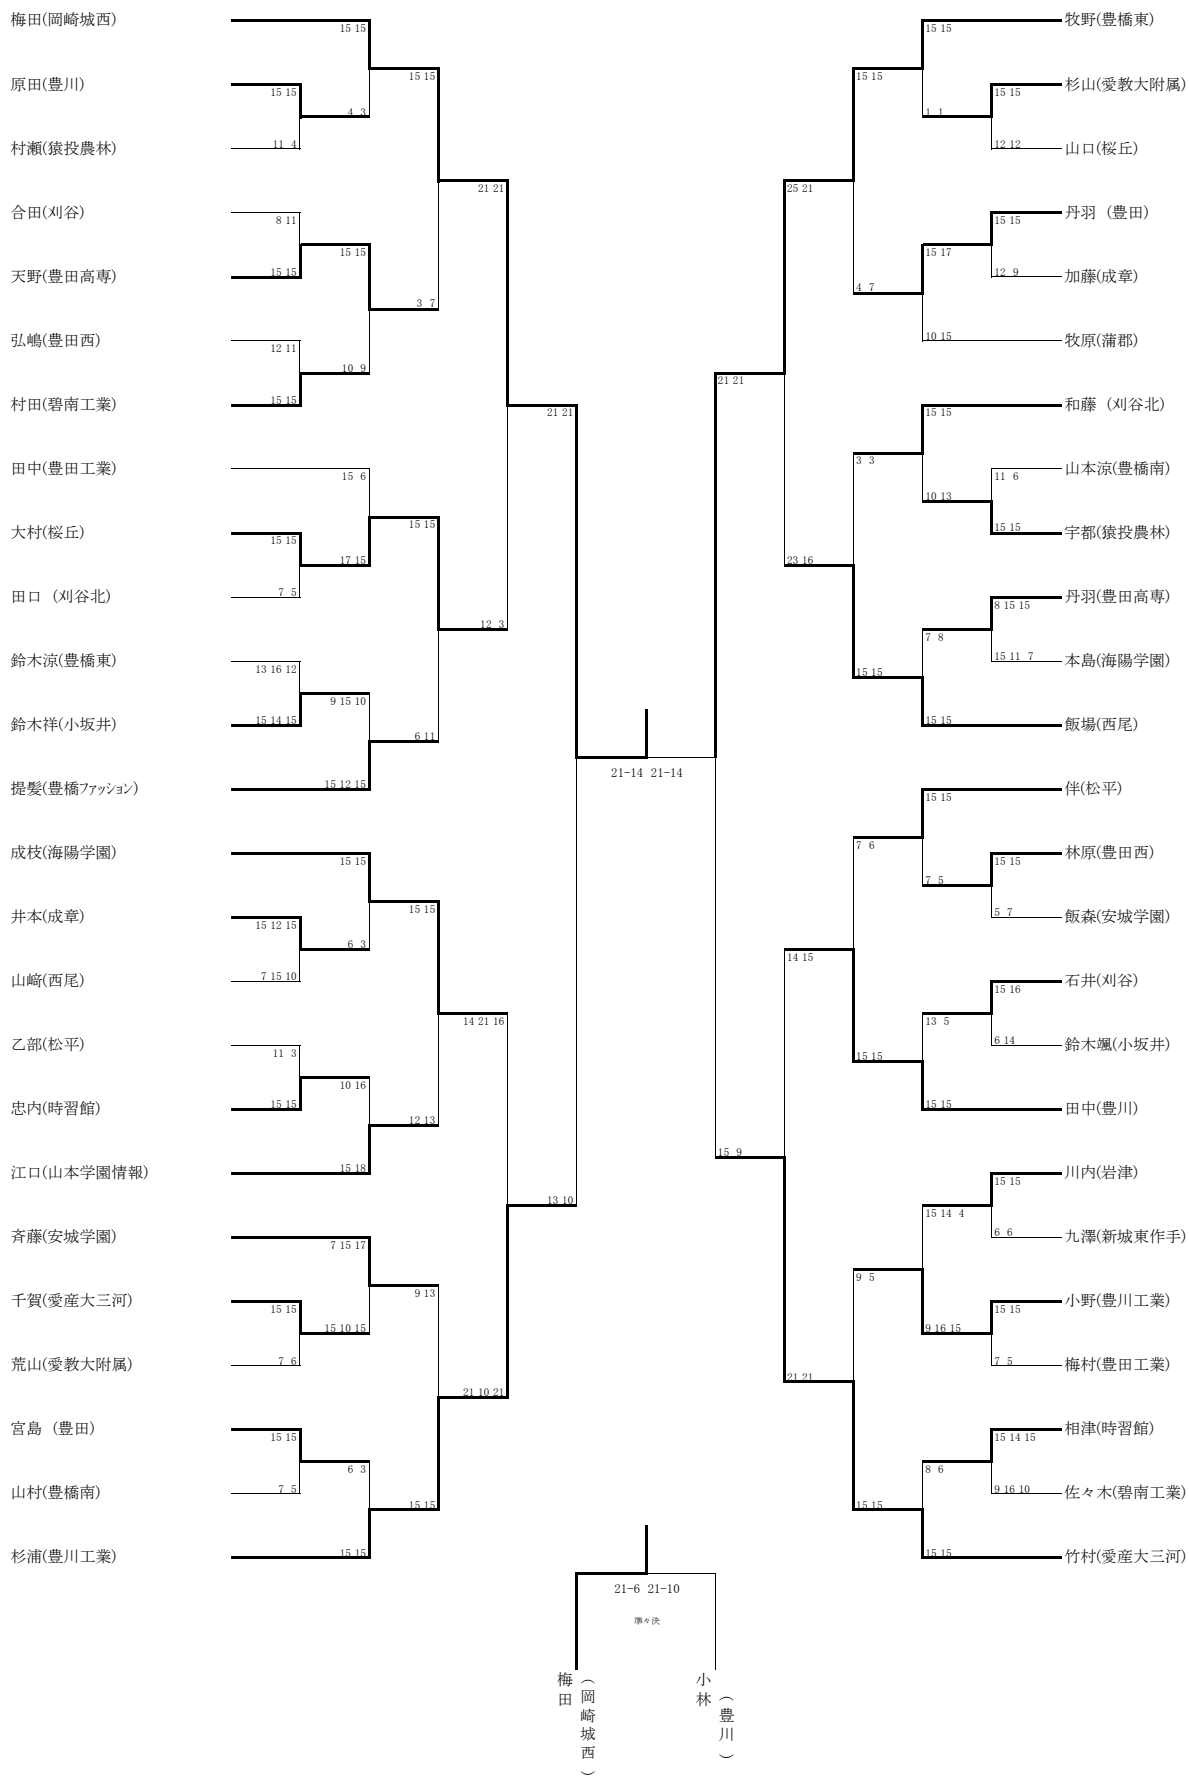 梅田(岡崎城西)
15 15
15 15
原田(豊川)
15 15
4 3
村瀬(猿投農林)
11 4
21 21
合田(刈谷)
8 11
天野(豊田高専)
15 15
15 15
3 7
弘嶋(豊田西)
12 11
10 9
村田(碧南工業)
15 15
21 21
田中(豊田工業)
15 6
15 15
大村(桜丘)
15 15
17 15
田口 (刈谷北)
7 5
12 3
鈴木涼(豊橋東)
13 16 12
9 15 10
鈴木祥(小坂井)
15 14 15
6 11
提髪(豊橋ファッション)
15 12 15
成枝(海陽学園)
15 15
15 15
井本(成章)
15 12 15
6 3
山﨑(西尾)
7 15 10
14 21 16
乙部(松平)
11 3
10 16
忠内(時習館)
15 15
12 13
江口(山本学園情報)
15 18
13 10
斉藤(安城学園)
7 15 17
9 13
千賀(愛産大三河)
15 15
15 10 15
荒山(愛教大附属)
7 6
21 10 21
宮島 (豊田)
15 15
6 3
山村(豊橋南)
7 5
15 15
杉浦(豊川工業)
15 15
牧野(豊橋東)
15 15
15 15
杉山(愛教大附属)
15 15
1 1
山口(桜丘)
12 12
25 21
丹羽 (豊田)
15 15
15 17
加藤(成章)
12 9
4 7
牧原(蒲郡)
10 15
21 21
和藤 (刈谷北)
15 15
3 3
山本涼(豊橋南)
11 6
10 13
宇都(猿投農林)
15 15
23 16
丹羽(豊田高専)
8 15 15
7 8
本島(海陽学園)
15 11 7
15 15
飯場(西尾)
15 15
21-14 21-14
伴(松平)
15 15
7 6
林原(豊田西)
15 15
7 5
飯森(安城学園)
5 7
14 15
石井(刈谷)
15 16
13 5
鈴木颯(小坂井)
6 14
15 15
田中(豊川)
15 15
15 9
川内(岩津)
15 15
15 14 4
九澤(新城東作手)
6 6
9 5
小野(豊川工業)
15 15
9 16 15
梅村(豊田工業)
7 5
21 21
相津(時習館)
15 14 15
8 6
佐々木(碧南工業)
9 16 10
15 15
竹村(愛産大三河)
15 15
21-6 21-10
準々決
梅田
(岡崎城西)
小林
(豊川)